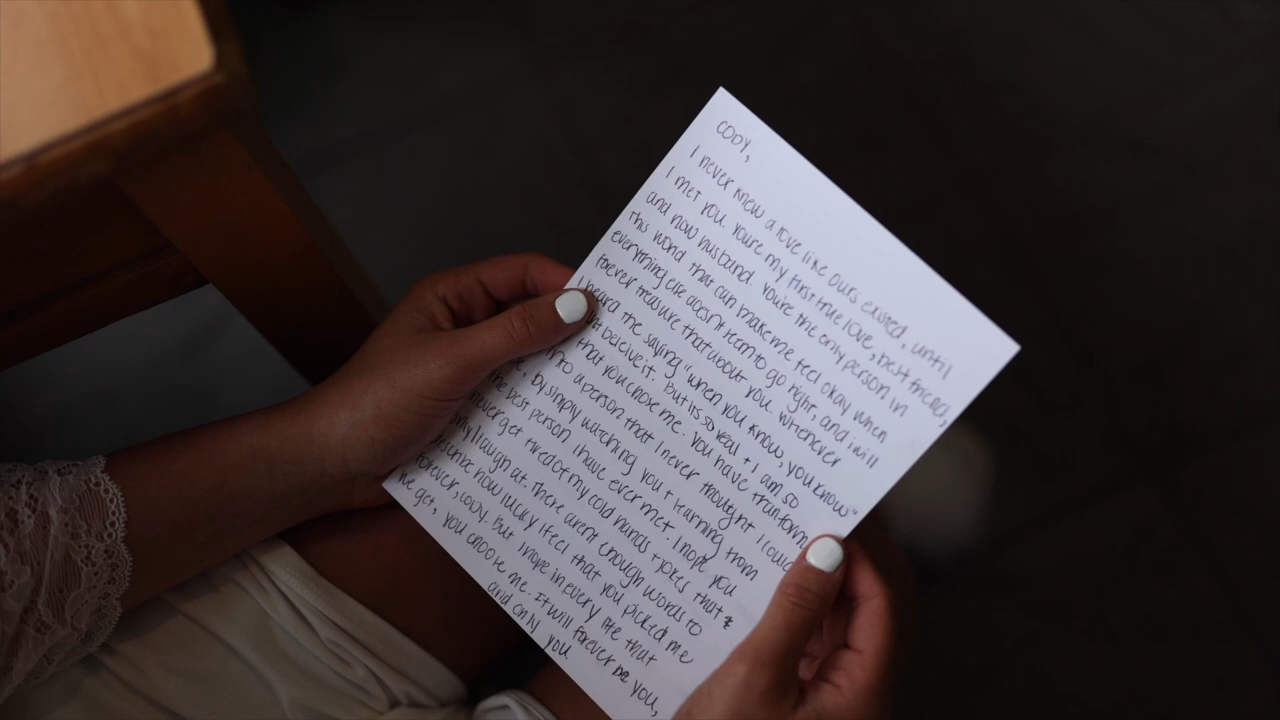 CODY,
I never knew a love like ours existed, until
I met you. You're my first true love, best friend,
and now husband. You're the only person in
this world that can make me feel okay when
everything else doesn't seem to go right, and I will
forever treasure that about you. Whenever
I heard the saying "when you know, you know"
beleive it. But its so real + I am so
that you chose me. You have transform
into a person that I never thought I could
by simply watching you + learning from
the best person I have ever met. I hope you
never get tired of my cold hands + jokes that I
only laugh at. There aren't enough words to
how lucky I feel that you picked me
forever, CODY. But I hope in every life that
we get, you choose me. It will forever be you,
and only you